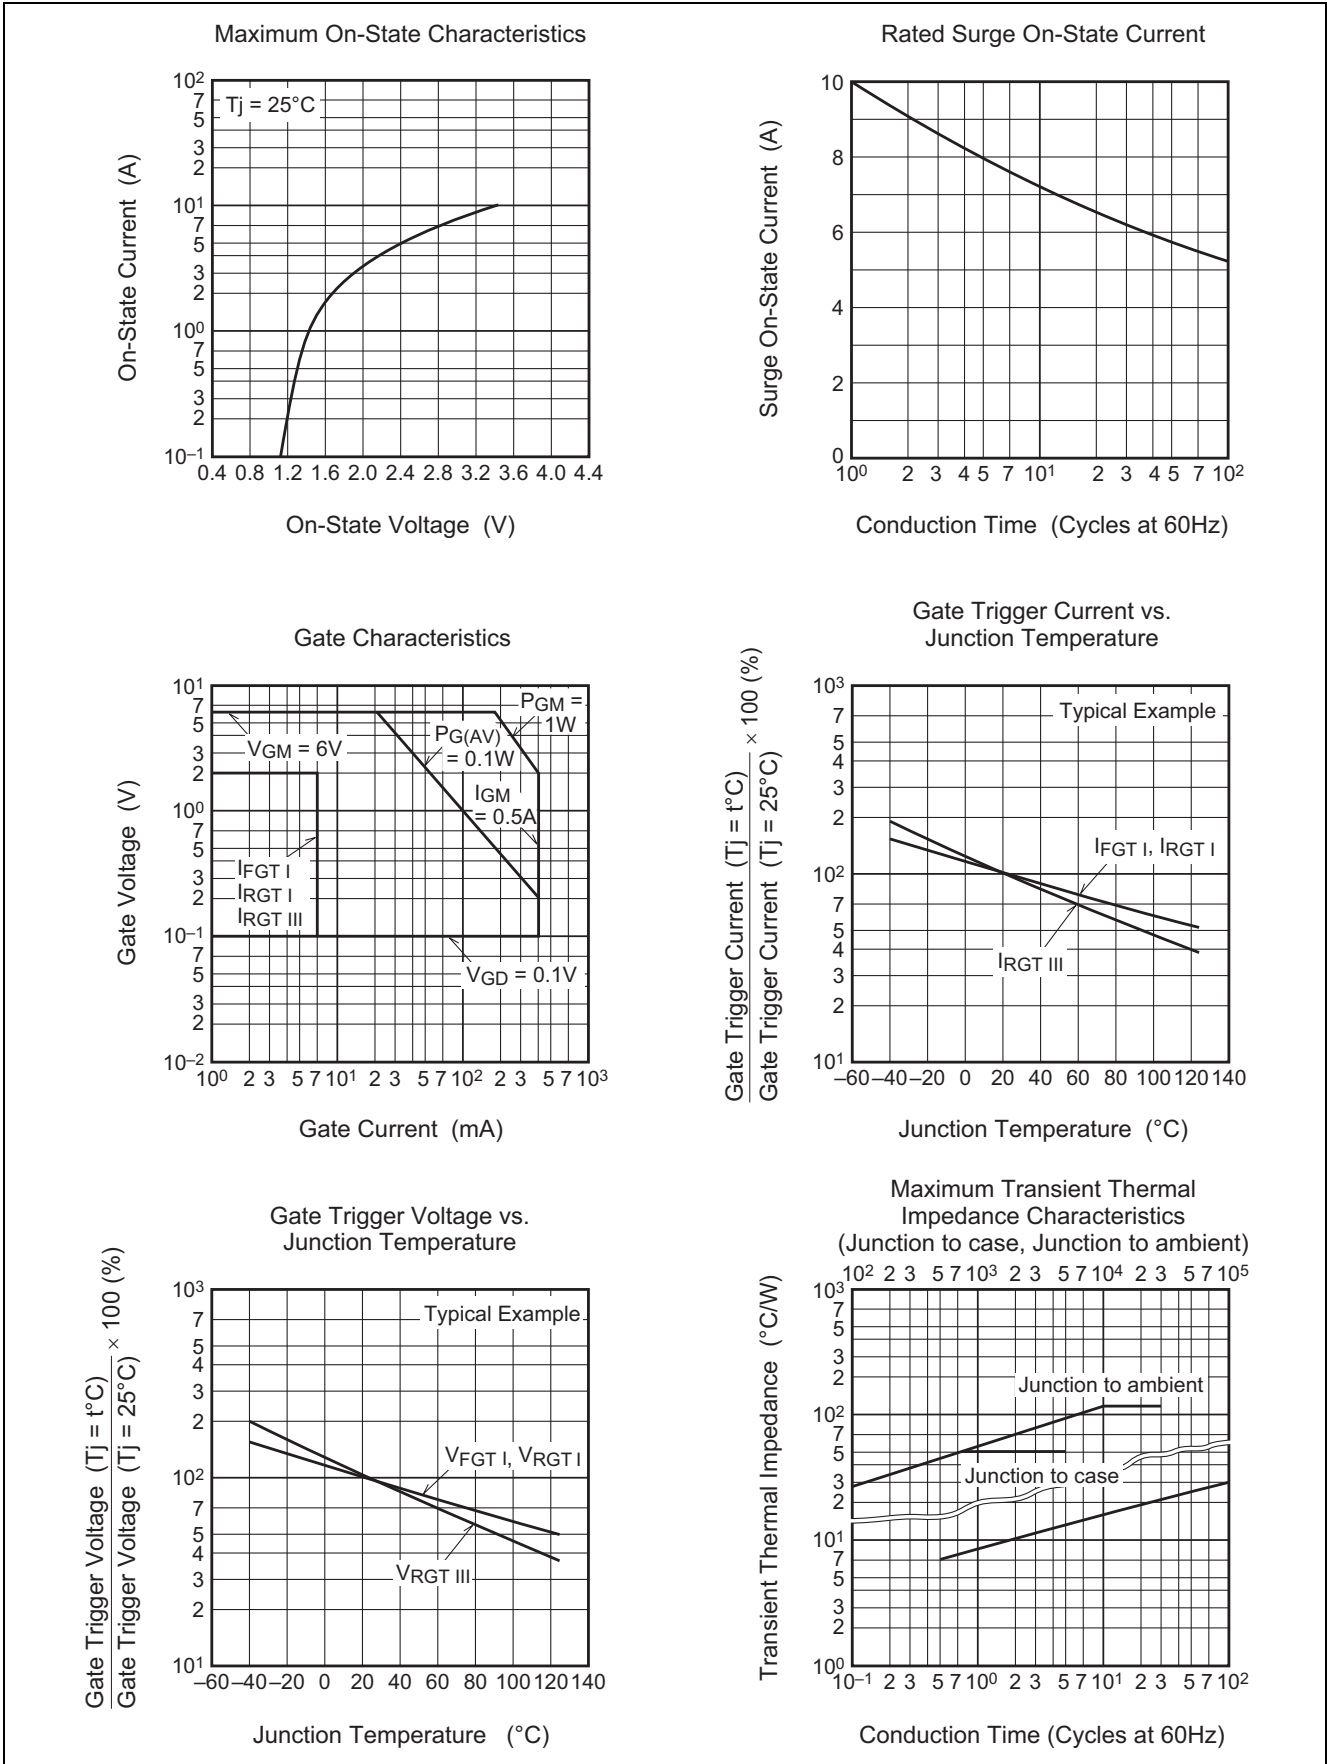 Maximum On-State Characteristics
On-State Current (A)
10²
7
5
3
2
10¹
7
5
3
2
10⁰
7
5
3
2
10⁻¹
Tj = 25°C
0.4 0.8 1.2 1.6 2.0 2.4 2.8 3.2 3.6 4.0 4.4
On-State Voltage (V)
Rated Surge On-State Current
Surge On-State Current (A)
10
8
6
4
2
0
10⁰ 2 3 4 5 7 10¹ 2 3 4 5 7 10²
Conduction Time (Cycles at 60Hz)
Gate Characteristics
Gate Voltage (V)
10¹
7
5
3
2
10⁰
7
5
3
2
10⁻¹
7
5
3
2
10⁻²
PGM =
1W
PG(AV)
= 0.1W
VGM = 6V
IGM
= 0.5A
IFGT I
IRGT I
IRGT III
VGD = 0.1V
10⁰ 2 3 5 7 10¹ 2 3 5 7 10² 2 3 5 7 10³
Gate Current (mA)
Gate Trigger Current vs.
Junction Temperature
Gate Trigger Current (Tj = t°C)
Gate Trigger Current (Tj = 25°C)
× 100 (%)
10³
7
5
4
3
2
10²
7
5
4
3
2
10¹
Typical Example
IFGT I, IRGT I
IRGT III
–60 –40 –20 0 20 40 60 80 100 120 140
Junction Temperature (°C)
Gate Trigger Voltage vs.
Junction Temperature
Gate Trigger Voltage (Tj = t°C)
Gate Trigger Voltage (Tj = 25°C)
× 100 (%)
10³
7
5
4
3
2
10²
7
5
4
3
2
10¹
Typical Example
VFGT I, VRGT I
VRGT III
–60 –40 –20 0 20 40 60 80 100 120 140
Junction Temperature (°C)
Maximum Transient Thermal
Impedance Characteristics
(Junction to case, Junction to ambient)
10² 2 3 5 7 10³ 2 3 5 7 10⁴ 2 3 5 7 10⁵
Transient Thermal Impedance (°C/W)
10³
7
5
3
2
10²
7
5
3
2
10¹
7
5
3
2
10⁰
Junction to ambient
Junction to case
10⁻¹ 2 3 5 7 10⁰ 2 3 5 7 10¹ 2 3 5 7 10²
Conduction Time (Cycles at 60Hz)